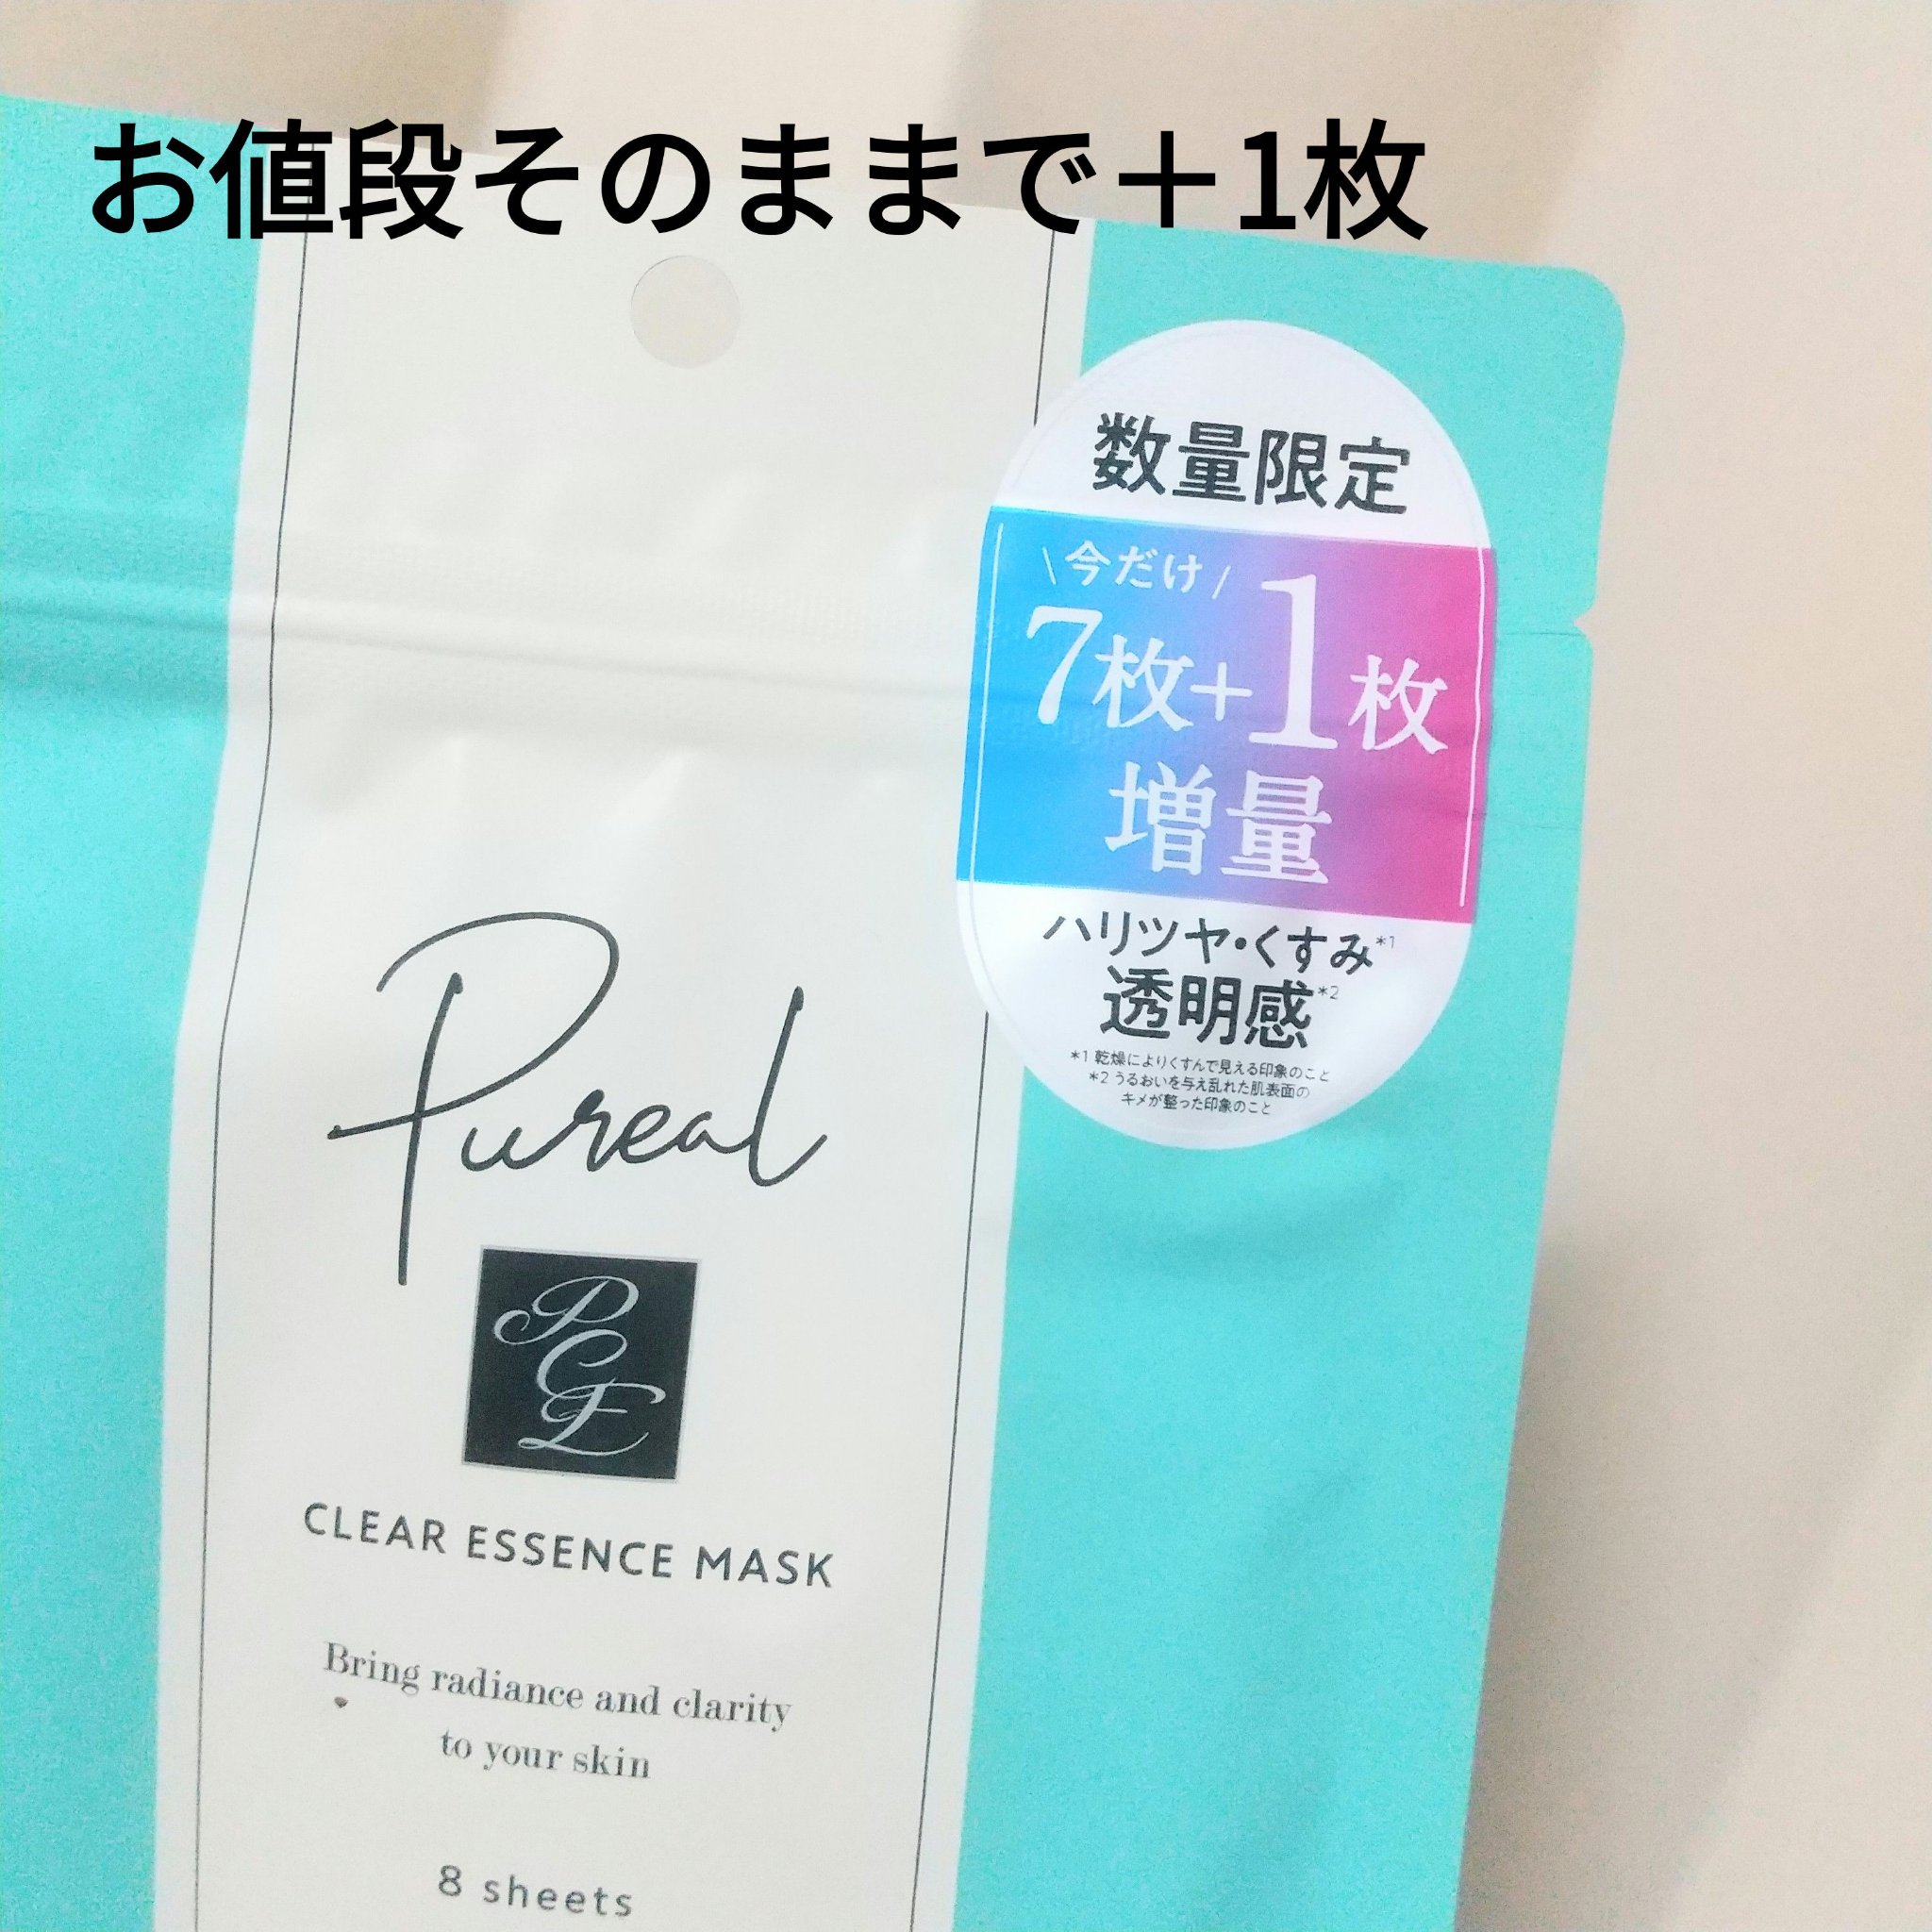 お値段そのままで+1枚
数量限定
\今だけ/
7枚+1枚
増量
ハリツヤ・くすみ*1
透明感*2
*1 乾燥によりくすんで見える印象のこと
*2 うるおいを与え乱れた肌表面の
キメが整った印象のこと
Pureal
PCE
CLEAR ESSENCE MASK
Bring radiance and clarity
to your skin
8 sheets